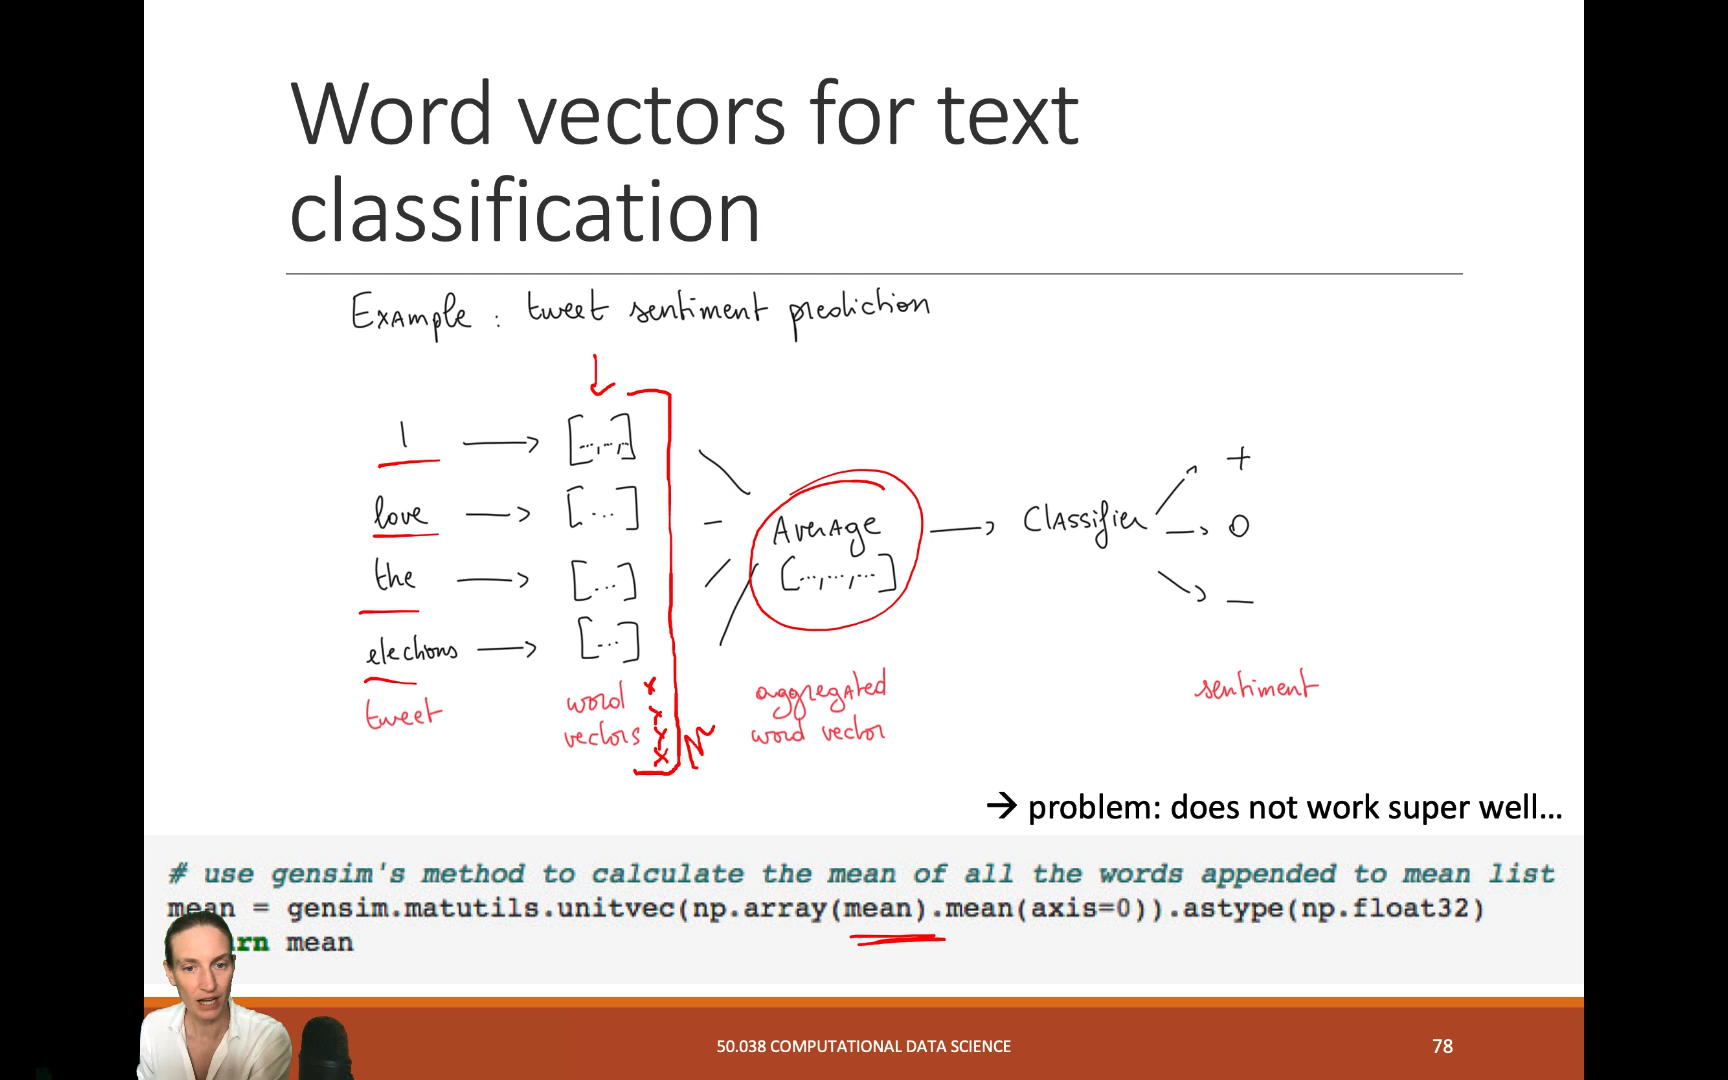 Word vectors for text
classification
Example : tweet sentiment prediction
I → [...,...,...]
love → [...]
the → [...]
elections → [...]
Average
[...,...,...]
→ Classifier
+
→ 0
−
tweet
word
vectors
N
aggregated
word vector
sentiment
→ problem: does not work super well...
# use gensim's method to calculate the mean of all the words appended to mean list
mean = gensim.matutils.unitvec(np.array(mean).mean(axis=0)).astype(np.float32)
rn mean
50.038 COMPUTATIONAL DATA SCIENCE
78